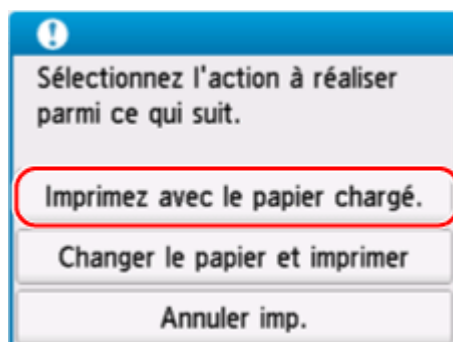 Sélectionnez l'action à réaliser
parmi ce qui suit.
Imprimez avec le papier chargé.
Changer le papier et imprimer
Annuler imp.